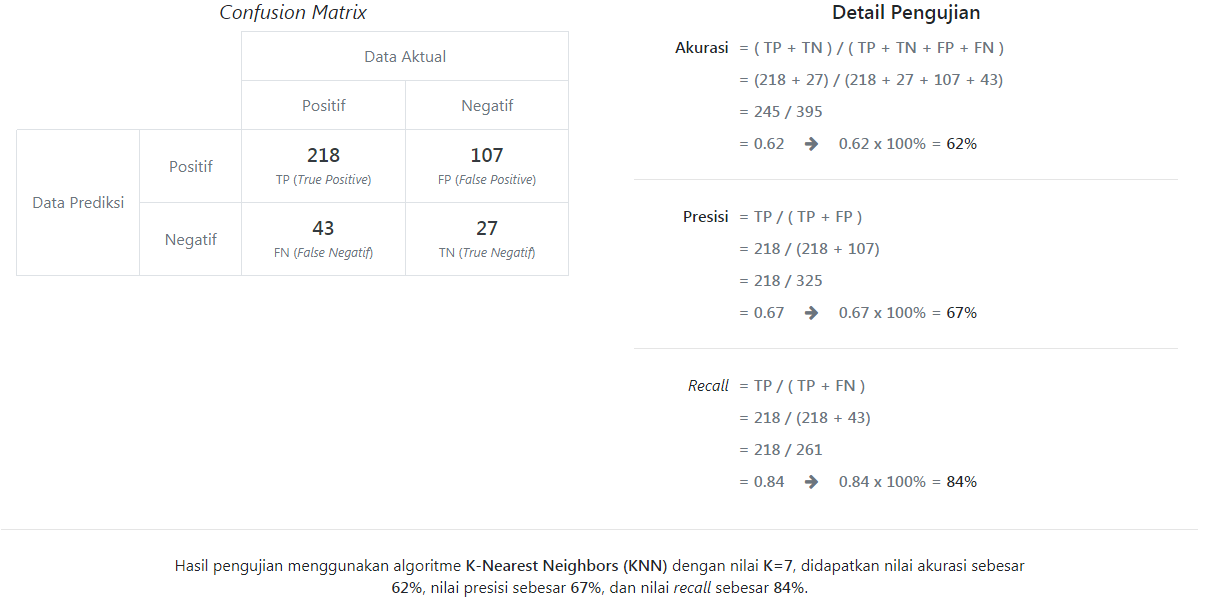 Confusion Matrix
Data Aktual
Positif
Negatif
Data Prediksi
Positif
218
TP (True Positive)
107
FP (False Positive)
Negatif
43
FN (False Negatif)
27
TN (True Negatif)
Detail Pengujian
Akurasi = ( TP + TN ) / ( TP + TN + FP + FN )
= (218 + 27) / (218 + 27 + 107 + 43)
= 245 / 395
= 0.62 ➔ 0.62 x 100% = 62%
Presisi = TP / ( TP + FP )
= 218 / (218 + 107)
= 218 / 325
= 0.67 ➔ 0.67 x 100% = 67%
Recall = TP / ( TP + FN )
= 218 / (218 + 43)
= 218 / 261
= 0.84 ➔ 0.84 x 100% = 84%
Hasil pengujian menggunakan algoritme K-Nearest Neighbors (KNN) dengan nilai K=7, didapatkan nilai akurasi sebesar
62%, nilai presisi sebesar 67%, dan nilai recall sebesar 84%.